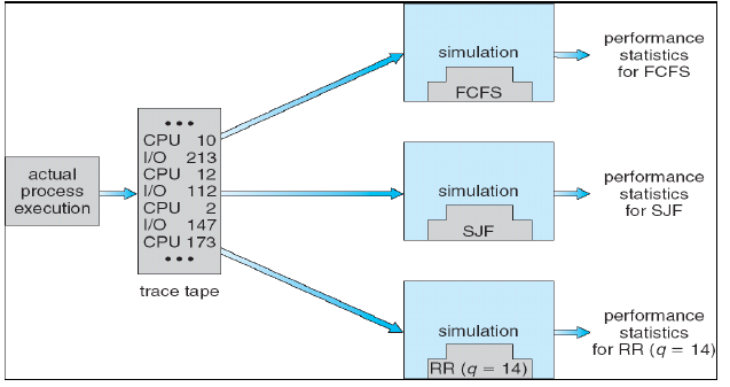 actual
process
execution
• • •
CPU 10
I/O 213
CPU 12
I/O 112
CPU 2
I/O 147
CPU 173
• • •
trace tape
simulation
FCFS
performance
statistics
for FCFS
simulation
SJF
performance
statistics
for SJF
simulation
RR (q = 14)
performance
statistics
for RR (q = 14)